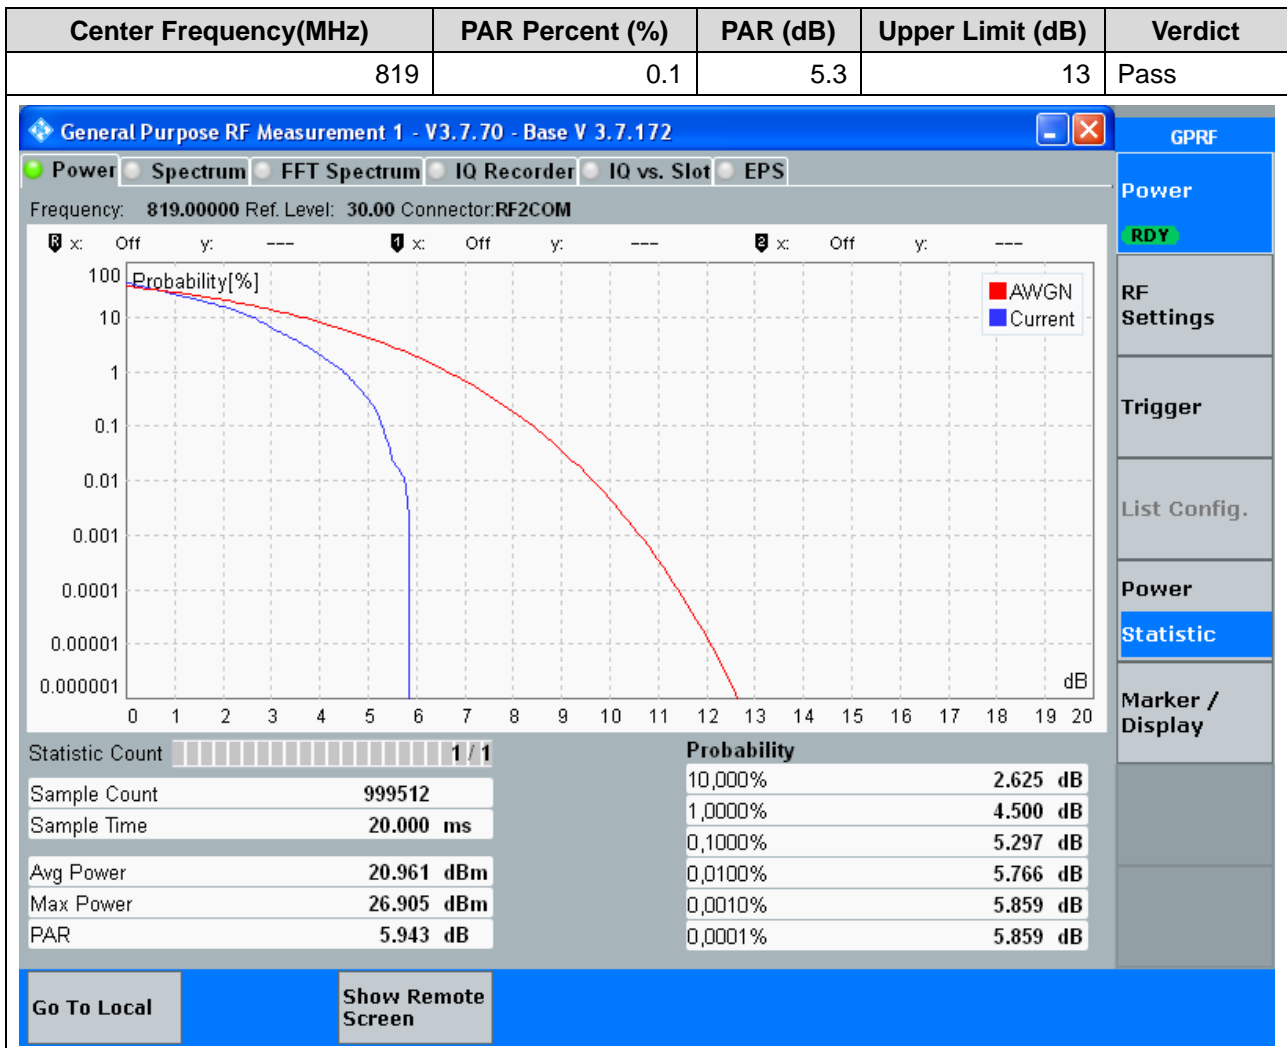 Center Frequency(MHz) PAR Percent (%) PAR (dB) Upper Limit (dB) Verdict
819 0.1 5.3 13 Pass
General Purpose RF Measurement 1 - V3.7.70 - Base V 3.7.172
GPRF
Power Spectrum FFT Spectrum IQ Recorder IQ vs. Slot EPS
Power
RDY
Frequency: 819.00000 Ref. Level: 30.00 Connector:RF2COM
R x: Off y: --- 1 x: Off y: --- 2 x: Off y: ---
Probability[%]
AWGN
Current
100
10
1
0.1
0.01
0.001
0.0001
0.00001
0.000001
dB
0 1 2 3 4 5 6 7 8 9 10 11 12 13 14 15 16 17 18 19 20
RF
Settings
Trigger
List Config.
Power
Statistic
Marker /
Display
Statistic Count 1 / 1
Sample Count 999512
Sample Time 20.000 ms
Avg Power 20.961 dBm
Max Power 26.905 dBm
PAR 5.943 dB
Probability
10,000% 2.625 dB
1,0000% 4.500 dB
0,1000% 5.297 dB
0,0100% 5.766 dB
0,0010% 5.859 dB
0,0001% 5.859 dB
Go To Local
Show Remote
Screen